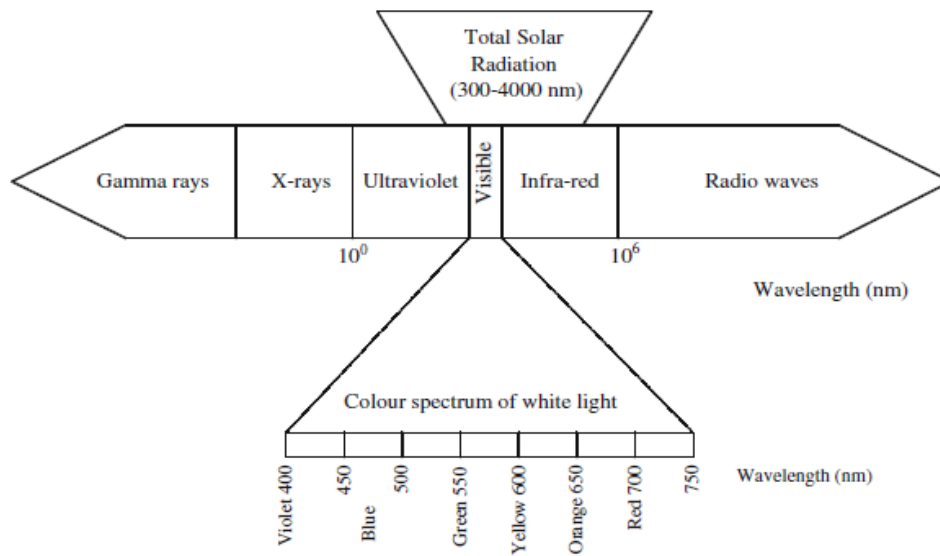 Total Solar
Radiation
(300-4000 nm)
Gamma rays
X-rays
Ultraviolet
Visible
Infra-red
Radio waves
10⁰
10⁶
Wavelength (nm)
Colour spectrum of white light
Violet 400
450
Blue
500
Green 550
Yellow 600
Orange 650
Red 700
750
Wavelength (nm)